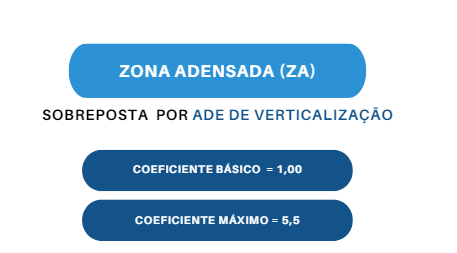 ZONA ADENSADA (ZA)
SOBREPOSTA POR ADE DE VERTICALIZAÇÃO
COEFICIENTE BÁSICO = 1,00
COEFICIENTE MÁXIMO = 5,5